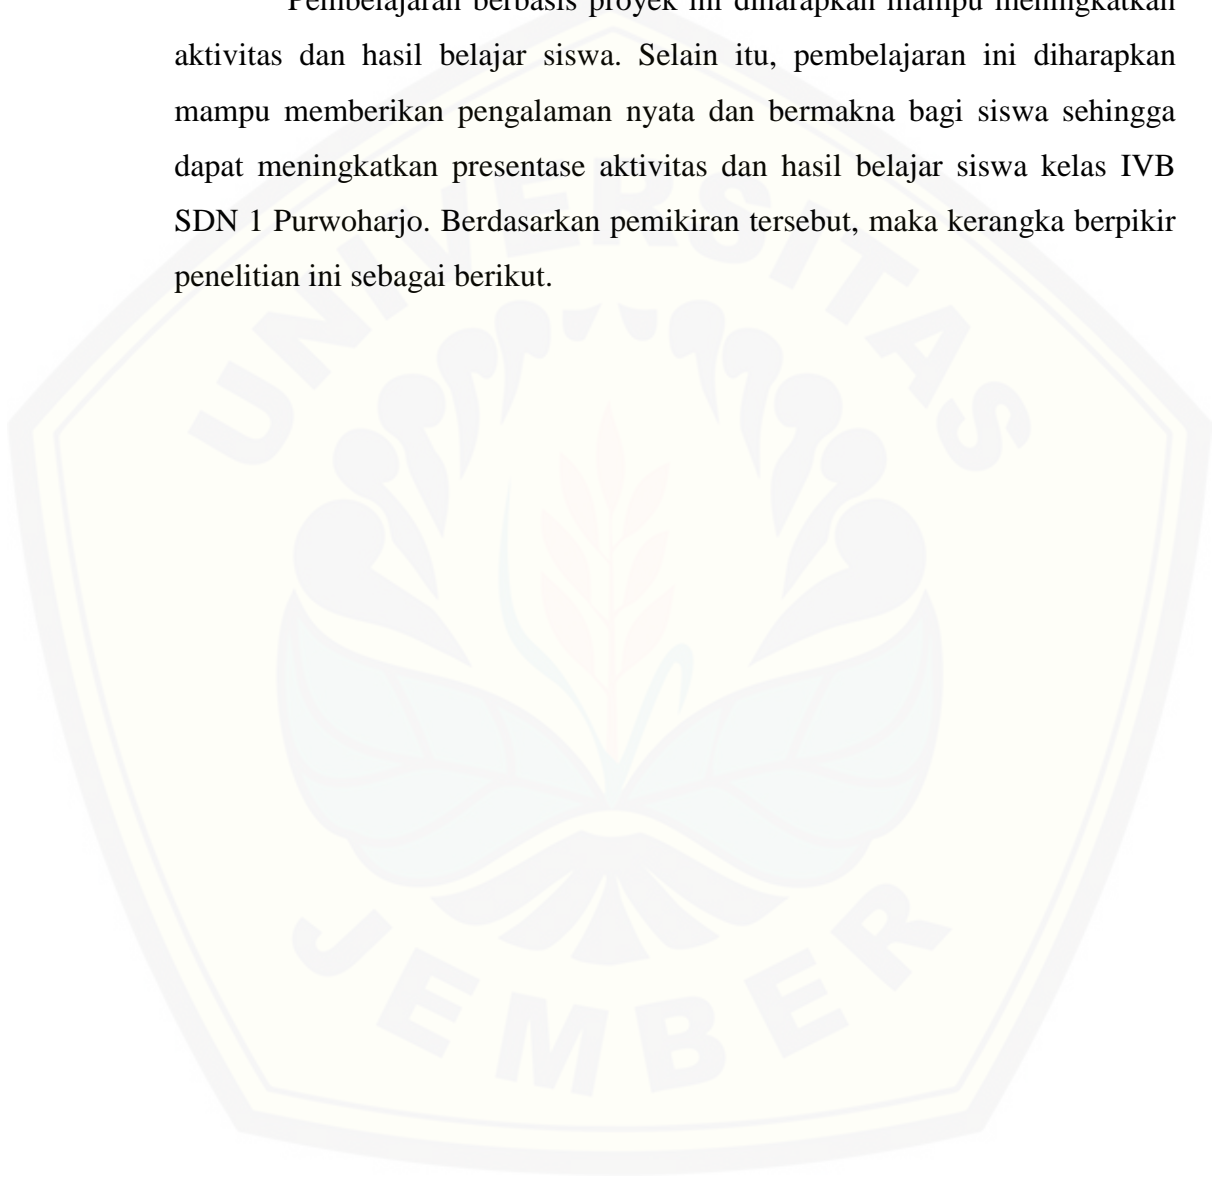 Pembelajaran berbasis proyek ini diharapkan mampu meningkatkan
aktivitas dan hasil belajar siswa. Selain itu, pembelajaran ini diharapkan
mampu memberikan pengalaman nyata dan bermakna bagi siswa sehingga
dapat meningkatkan presentase aktivitas dan hasil belajar siswa kelas IVB
SDN 1 Purwoharjo. Berdasarkan pemikiran tersebut, maka kerangka berpikir
penelitian ini sebagai berikut.
UNIVERSITAS
JEMBER